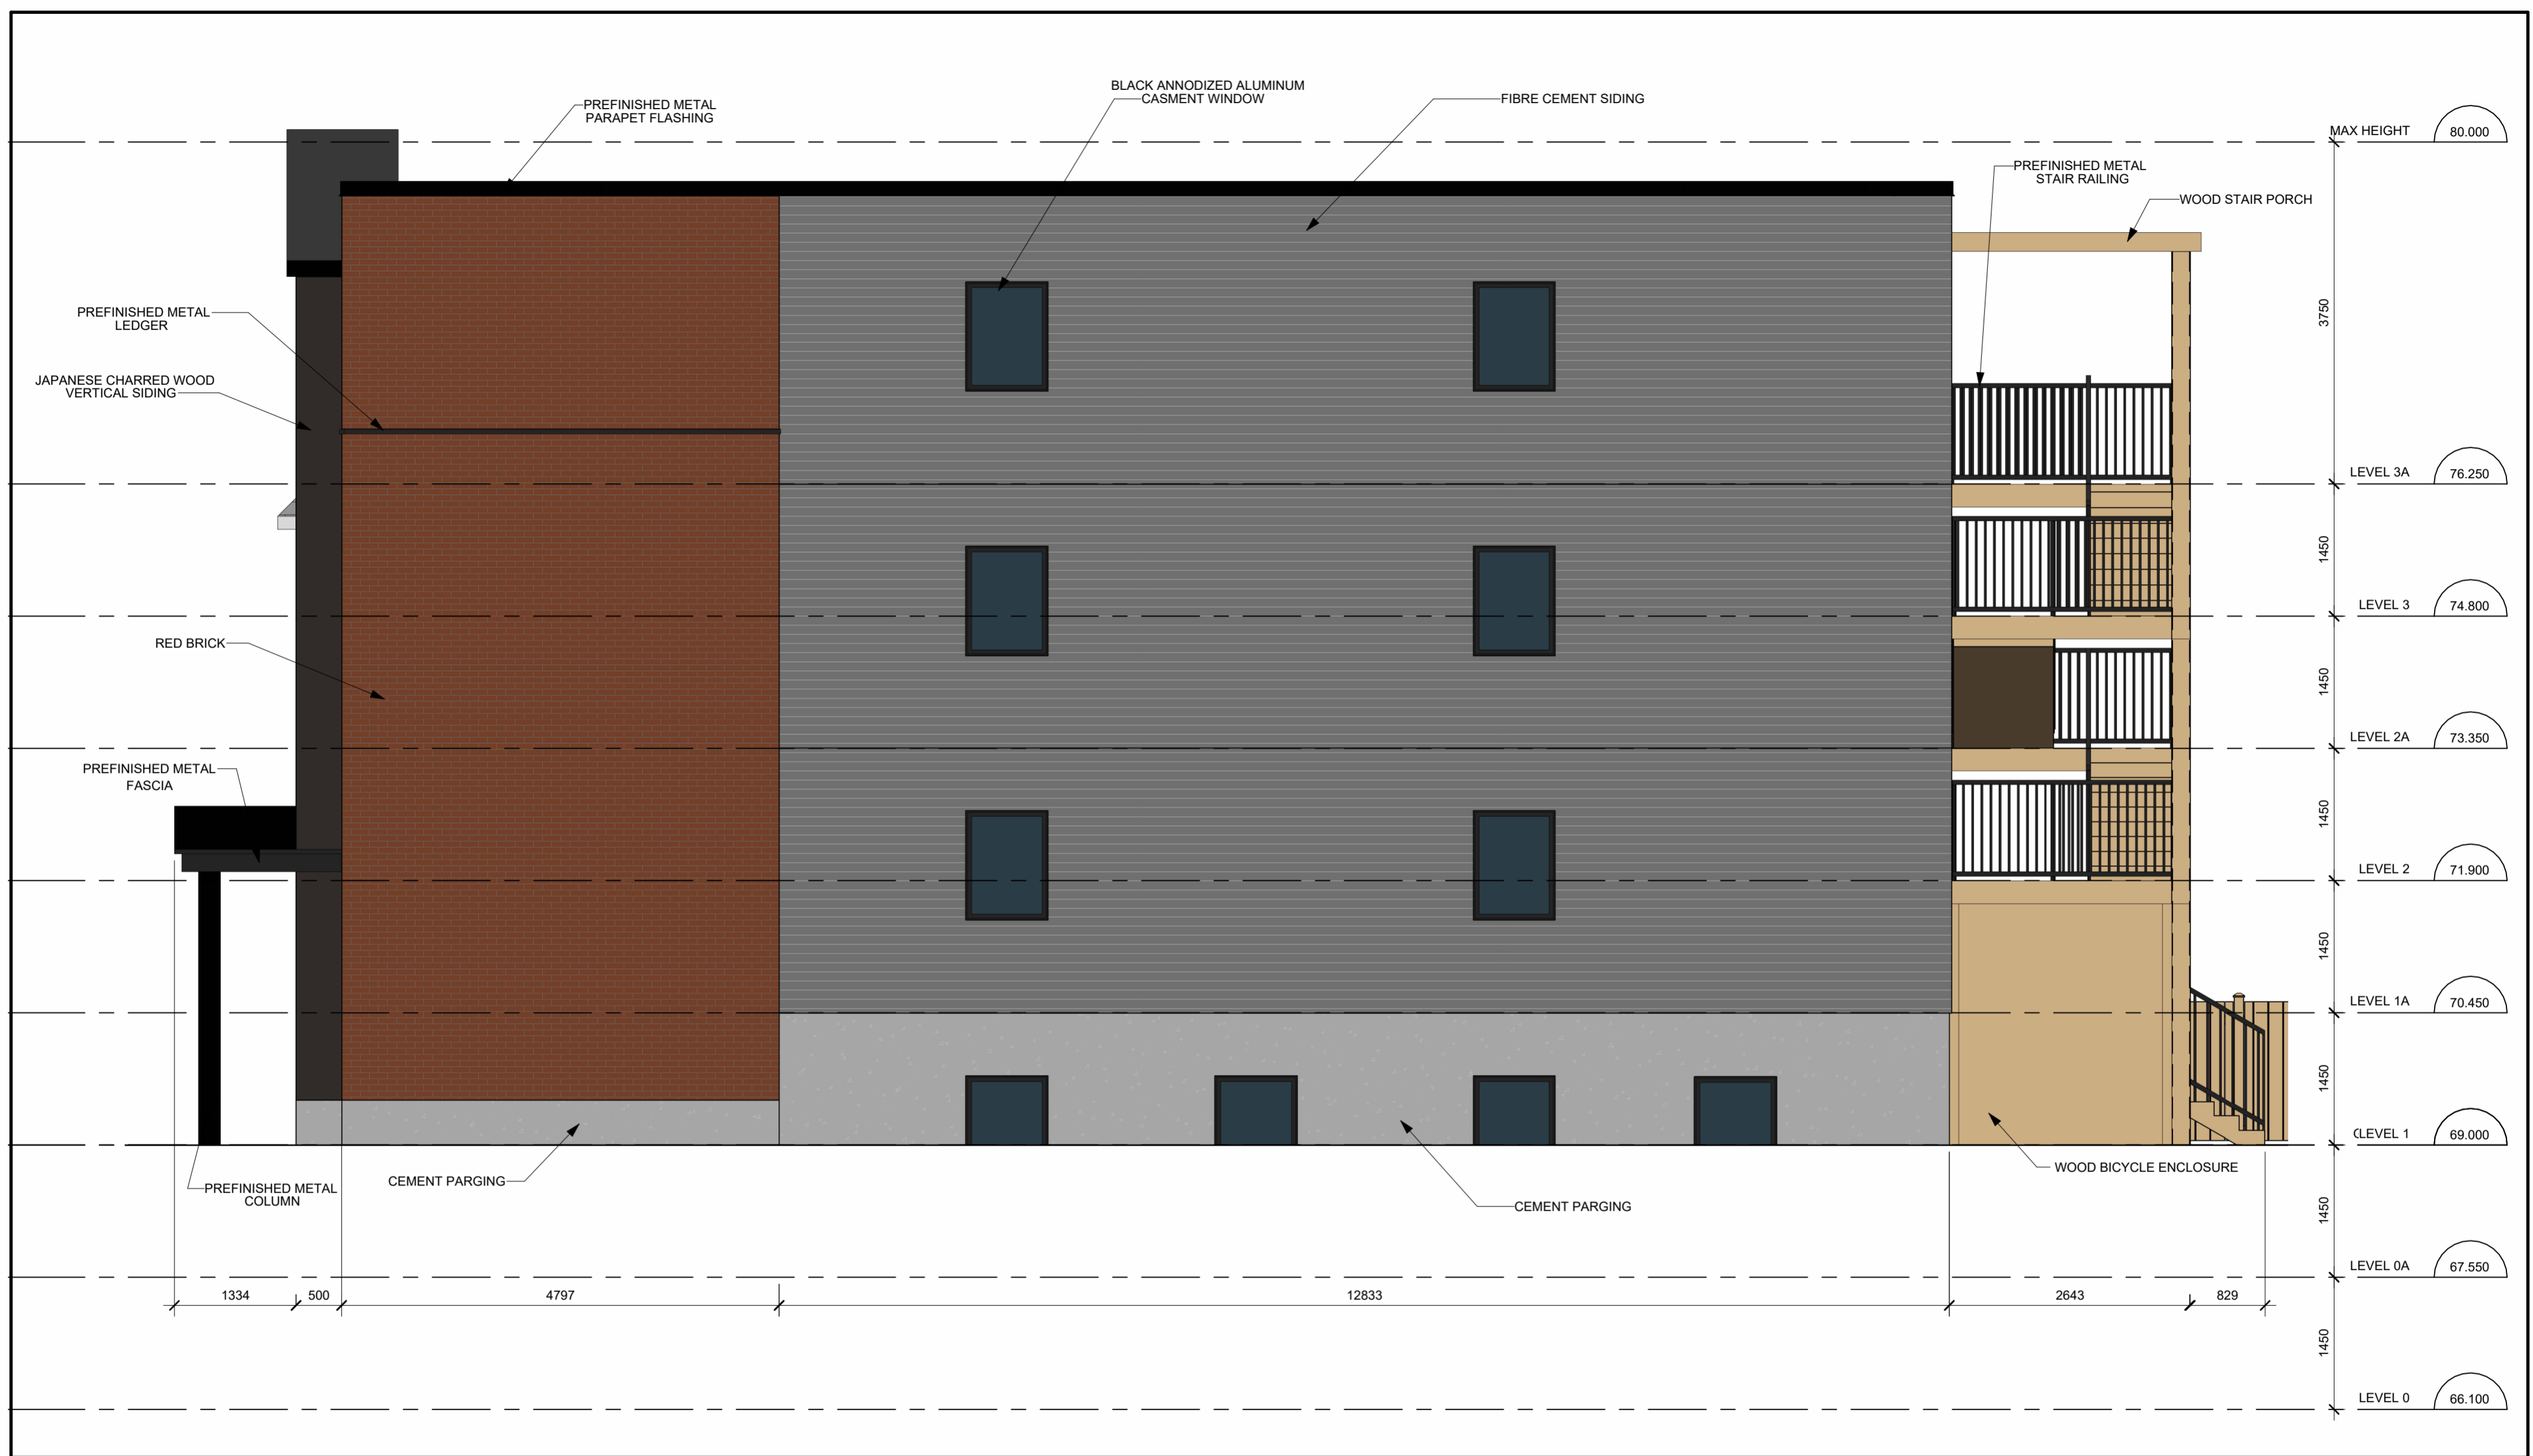 BLACK ANNODIZED ALUMINUM
CASMENT WINDOW
PREFINISHED METAL
PARAPET FLASHING
FIBRE CEMENT SIDING
MAX HEIGHT 80.000
PREFINISHED METAL
STAIR RAILING
WOOD STAIR PORCH
PREFINISHED METAL
LEDGER
3750
JAPANESE CHARRED WOOD
VERTICAL SIDING
LEVEL 3A 76.250
1450
LEVEL 3 74.800
RED BRICK
1450
LEVEL 2A 73.350
PREFINISHED METAL
FASCIA
1450
LEVEL 2 71.900
1450
LEVEL 1A 70.450
1450
LEVEL 1 69.000
WOOD BICYCLE ENCLOSURE
CEMENT PARGING
PREFINISHED METAL
COLUMN
CEMENT PARGING
1450
LEVEL 0A 67.550
1334 500 4797 12833 2643 829
1450
LEVEL 0 66.100